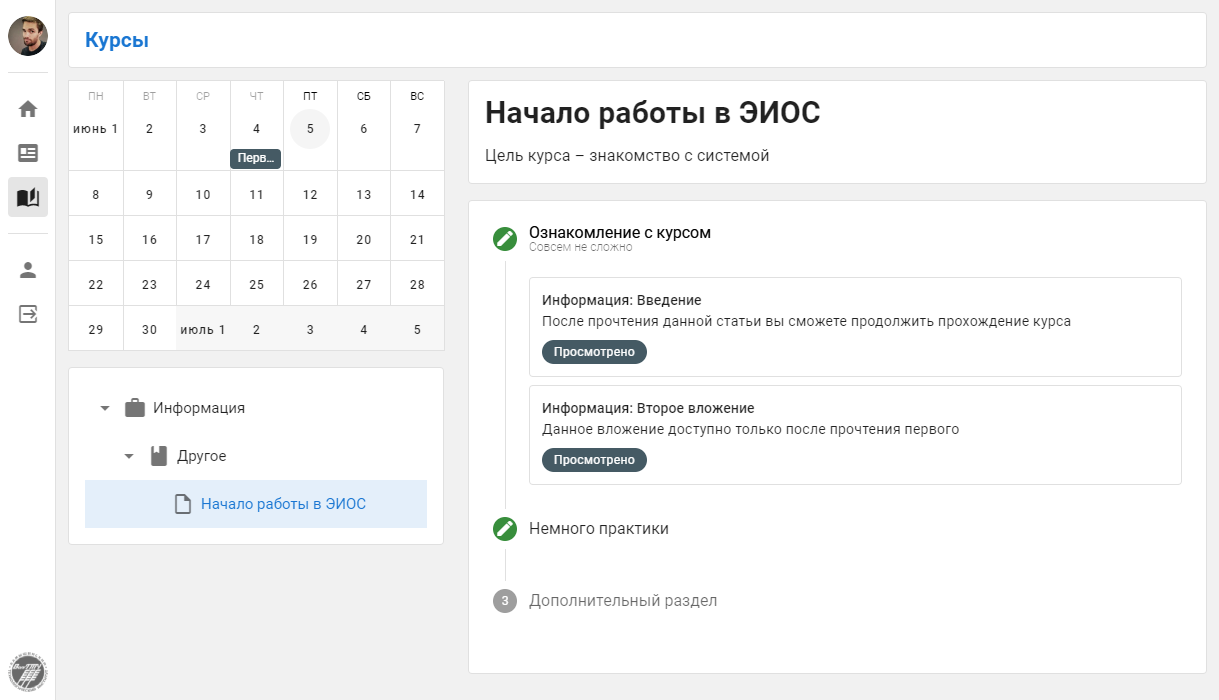 Курсы
ПН ВТ СР ЧТ ПТ СБ ВС
июнь 1 2 3 4 5 6 7
Перв...
8 9 10 11 12 13 14
15 16 17 18 19 20 21
22 23 24 25 26 27 28
29 30 июль 1 2 3 4 5
Информация
Другое
Начало работы в ЭИОС
Начало работы в ЭИОС
Цель курса – знакомство с системой
Ознакомление с курсом
Совсем не сложно
Информация: Введение
После прочтения данной статьи вы сможете продолжить прохождение курса
Просмотрено
Информация: Второе вложение
Данное вложение доступно только после прочтения первого
Просмотрено
Немного практики
3 Дополнительный раздел